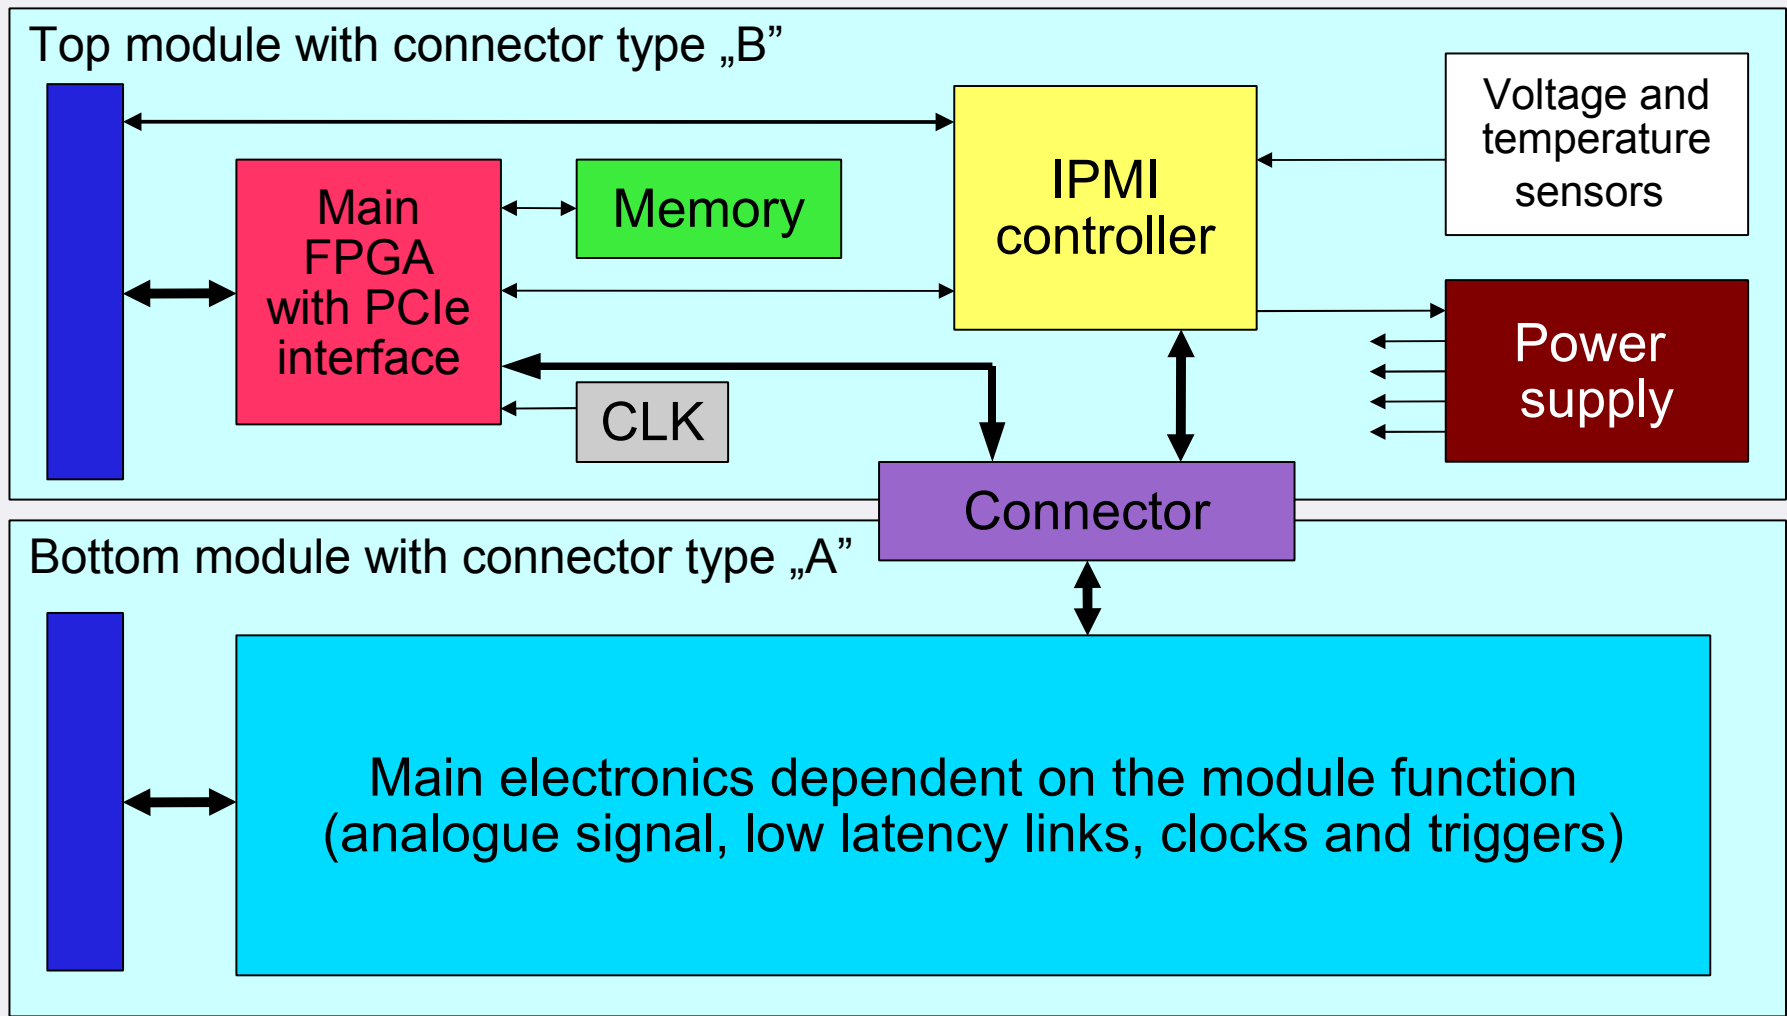 Top module with connector type „B”
Main
FPGA
with PCIe
interface
Memory
CLK
IPMI
controller
Voltage and
temperature
sensors
Power
supply
Connector
Bottom module with connector type „A”
Main electronics dependent on the module function
(analogue signal, low latency links, clocks and triggers)